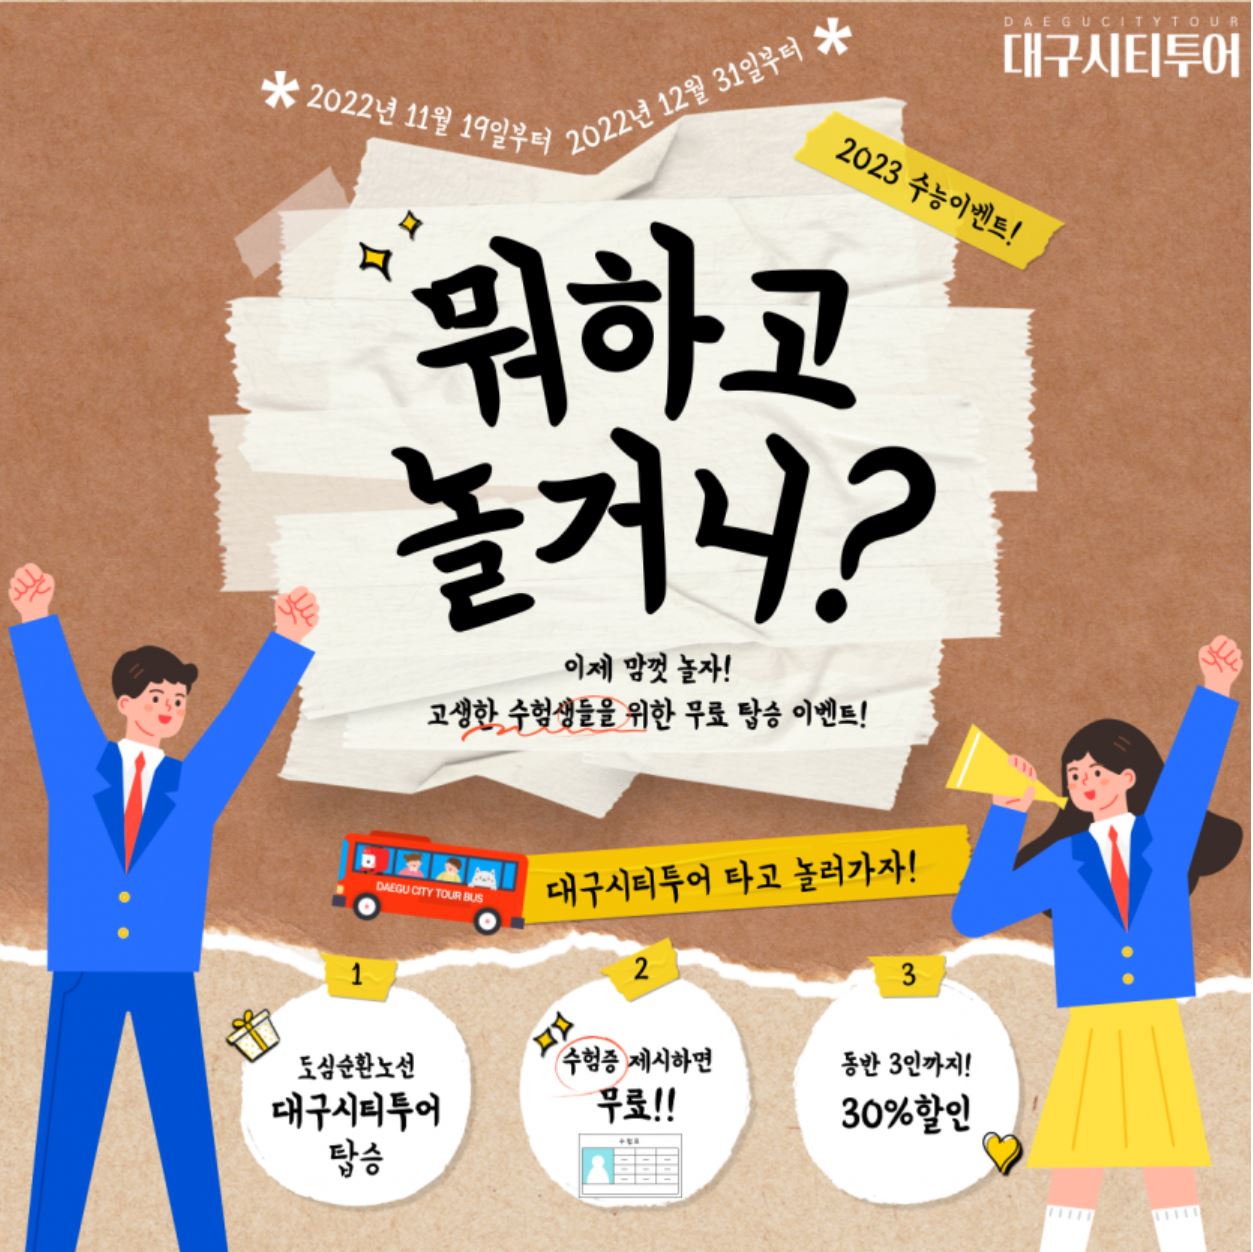 DAEGUCITYTOUR
대구시티투어
* 2022년 11월 19일부터 2022년 12월 31일부터 *
2023 수능이벤트!
뭐하고
놀거니?
이제 맘껏 놀자!
고생한 수험생들을 위한 무료 탑승 이벤트!
DAEGU CITY TOUR BUS
대구시티투어 타고 놀러가자!
1
도심순환노선
대구시티투어
탑승
2
수험증 제시하면
무료!!
수험표
3
동반 3인까지!
30%할인